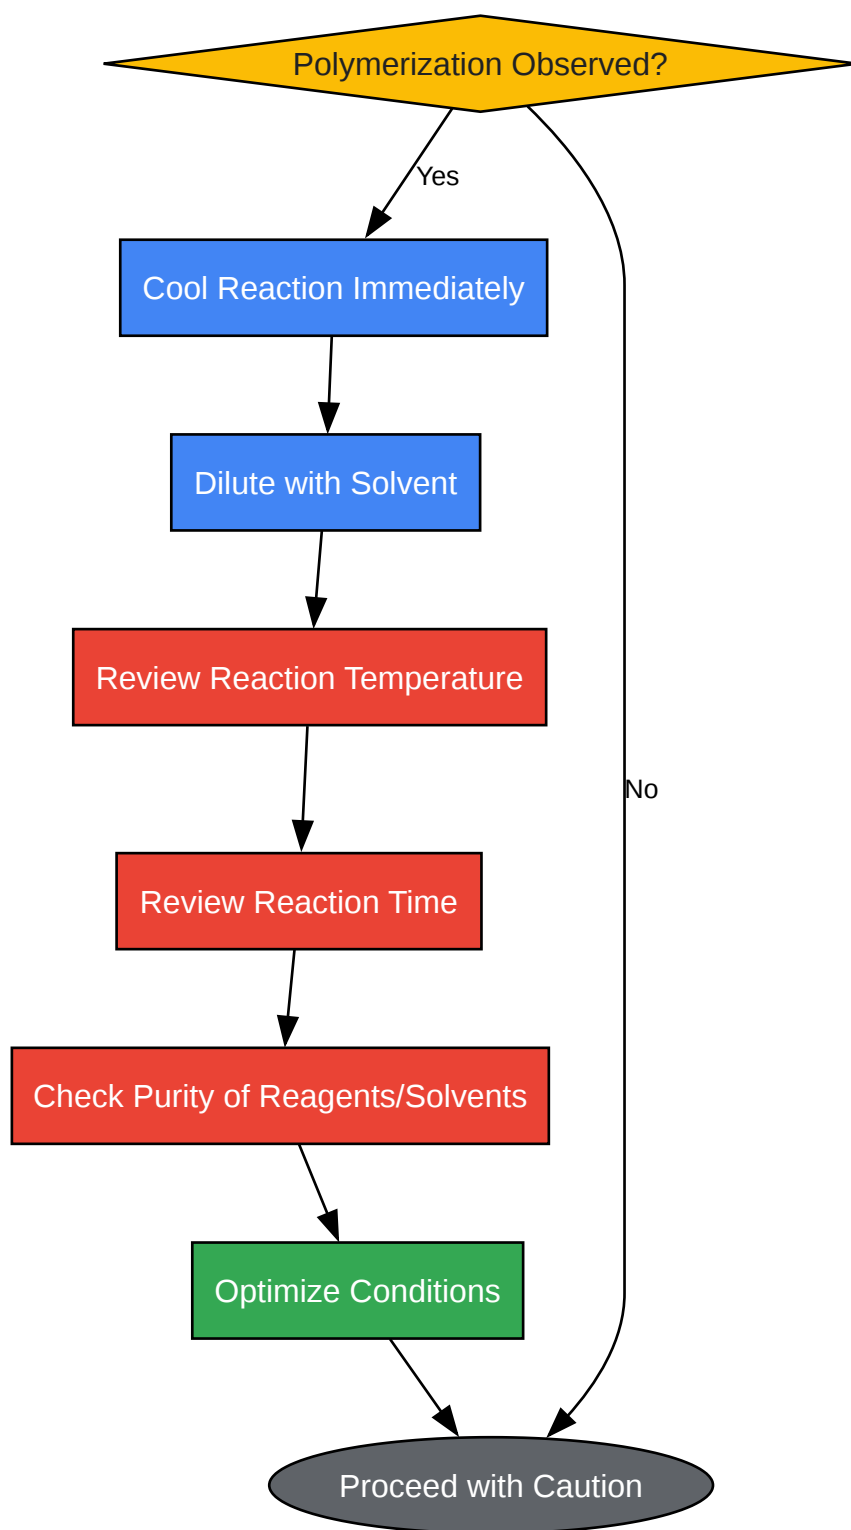 Polymerization Observed?
Yes
Cool Reaction Immediately
Dilute with Solvent
Review Reaction Temperature
No
Review Reaction Time
Check Purity of Reagents/Solvents
Optimize Conditions
Proceed with Caution